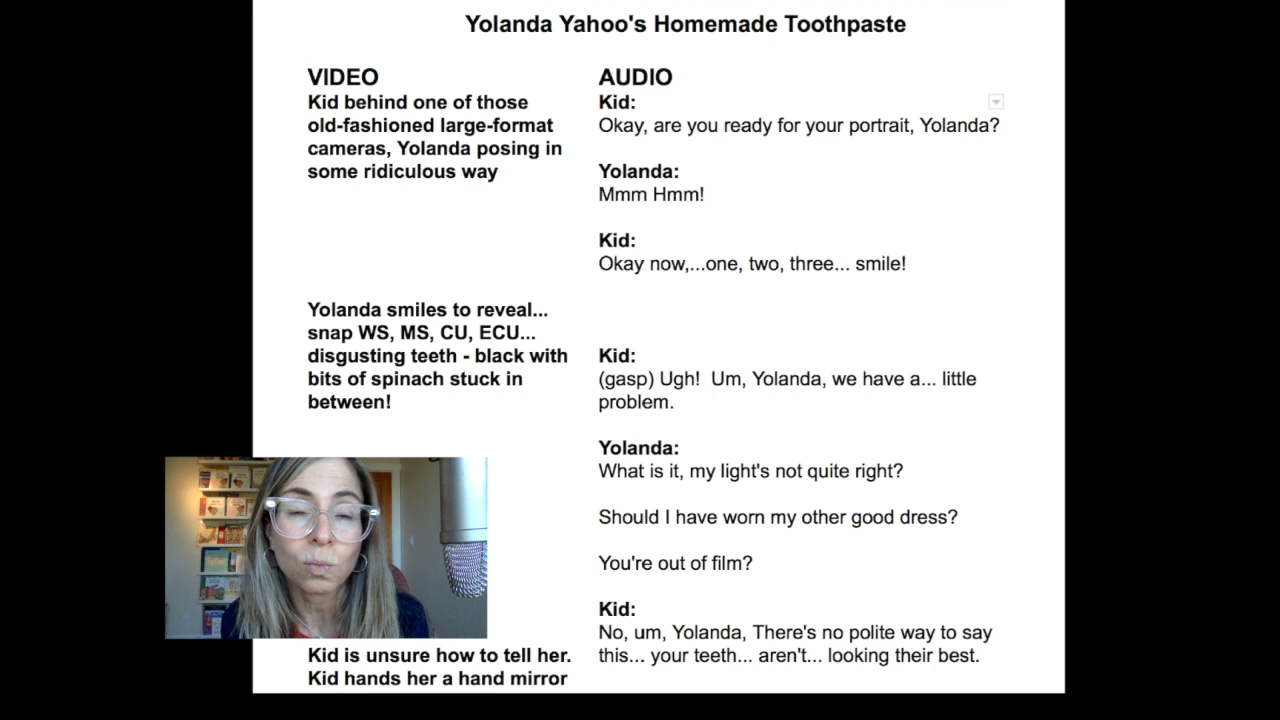 Yolanda Yahoo's Homemade Toothpaste
VIDEO
Kid behind one of those
old-fashioned large-format
cameras, Yolanda posing in
some ridiculous way
Yolanda smiles to reveal...
snap WS, MS, CU, ECU...
disgusting teeth - black with
bits of spinach stuck in
between!
Kid is unsure how to tell her.
Kid hands her a hand mirror
AUDIO
Kid:
Okay, are you ready for your portrait, Yolanda?
Yolanda:
Mmm Hmm!
Kid:
Okay now,...one, two, three... smile!
Kid:
(gasp) Ugh!  Um, Yolanda, we have a... little
problem.
Yolanda:
What is it, my light's not quite right?
Should I have worn my other good dress?
You're out of film?
Kid:
No, um, Yolanda, There's no polite way to say
this... your teeth... aren't... looking their best.